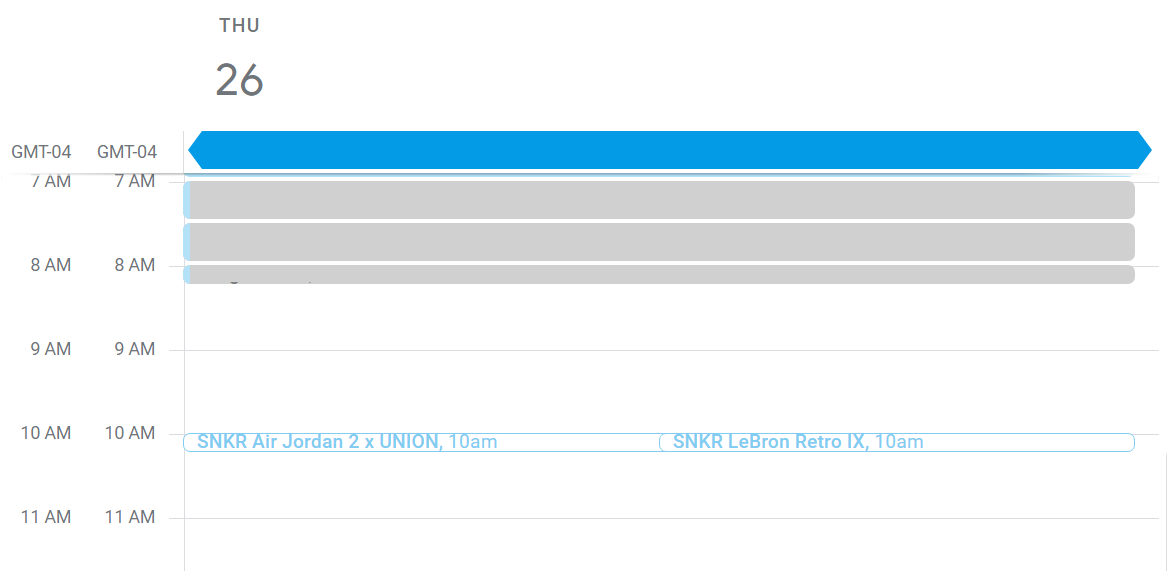 THU
26
GMT-04 GMT-04
7 AM 7 AM
8 AM 8 AM
9 AM 9 AM
10 AM 10 AM
SNKR Air Jordan 2 x UNION, 10am SNKR LeBron Retro IX, 10am
11 AM 11 AM